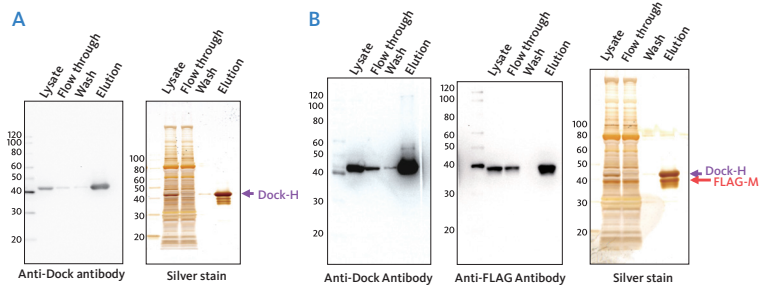 A
Lysate
Flow through
Wash
Elution
120
100
80
60
50
40
30
20
Anti-Dock antibody
Lysate
Flow through
Wash
Elution
100
80
60
50
40
30
20
Dock-H
Silver stain
B
Lysate
Flow through
Wash
Elution
120
100
80
60
50
40
30
20
Anti-Dock Antibody
Lysate
Flow through
Wash
Elution
120
100
80
60
50
40
30
20
Anti-FLAG Antibody
Lysate
Flow through
Wash
Elution
100
80
60
50
40
30
20
Dock-H
FLAG-M
Silver stain